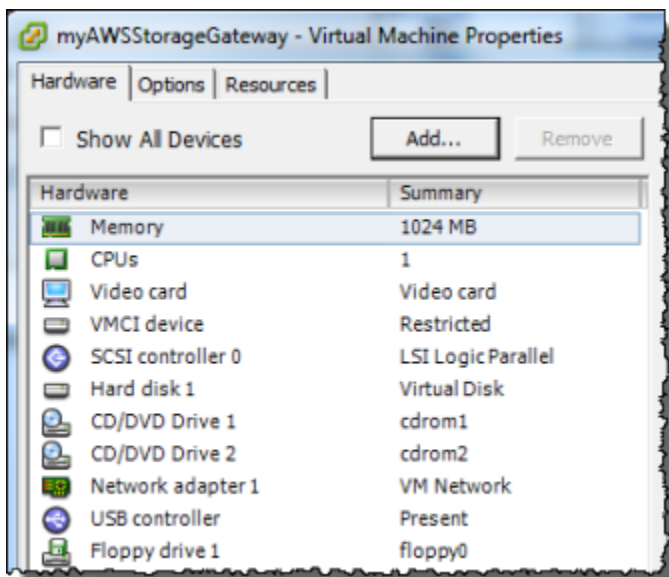 myAWSStorageGateway - Virtual Machine Properties
Hardware Options Resources
Show All Devices Add... Remove
Hardware Summary
Memory 1024 MB
CPUs 1
Video card Video card
VMCI device Restricted
SCSI controller 0 LSI Logic Parallel
Hard disk 1 Virtual Disk
CD/DVD Drive 1 cdrom1
CD/DVD Drive 2 cdrom2
Network adapter 1 VM Network
USB controller Present
Floppy drive 1 floppy0